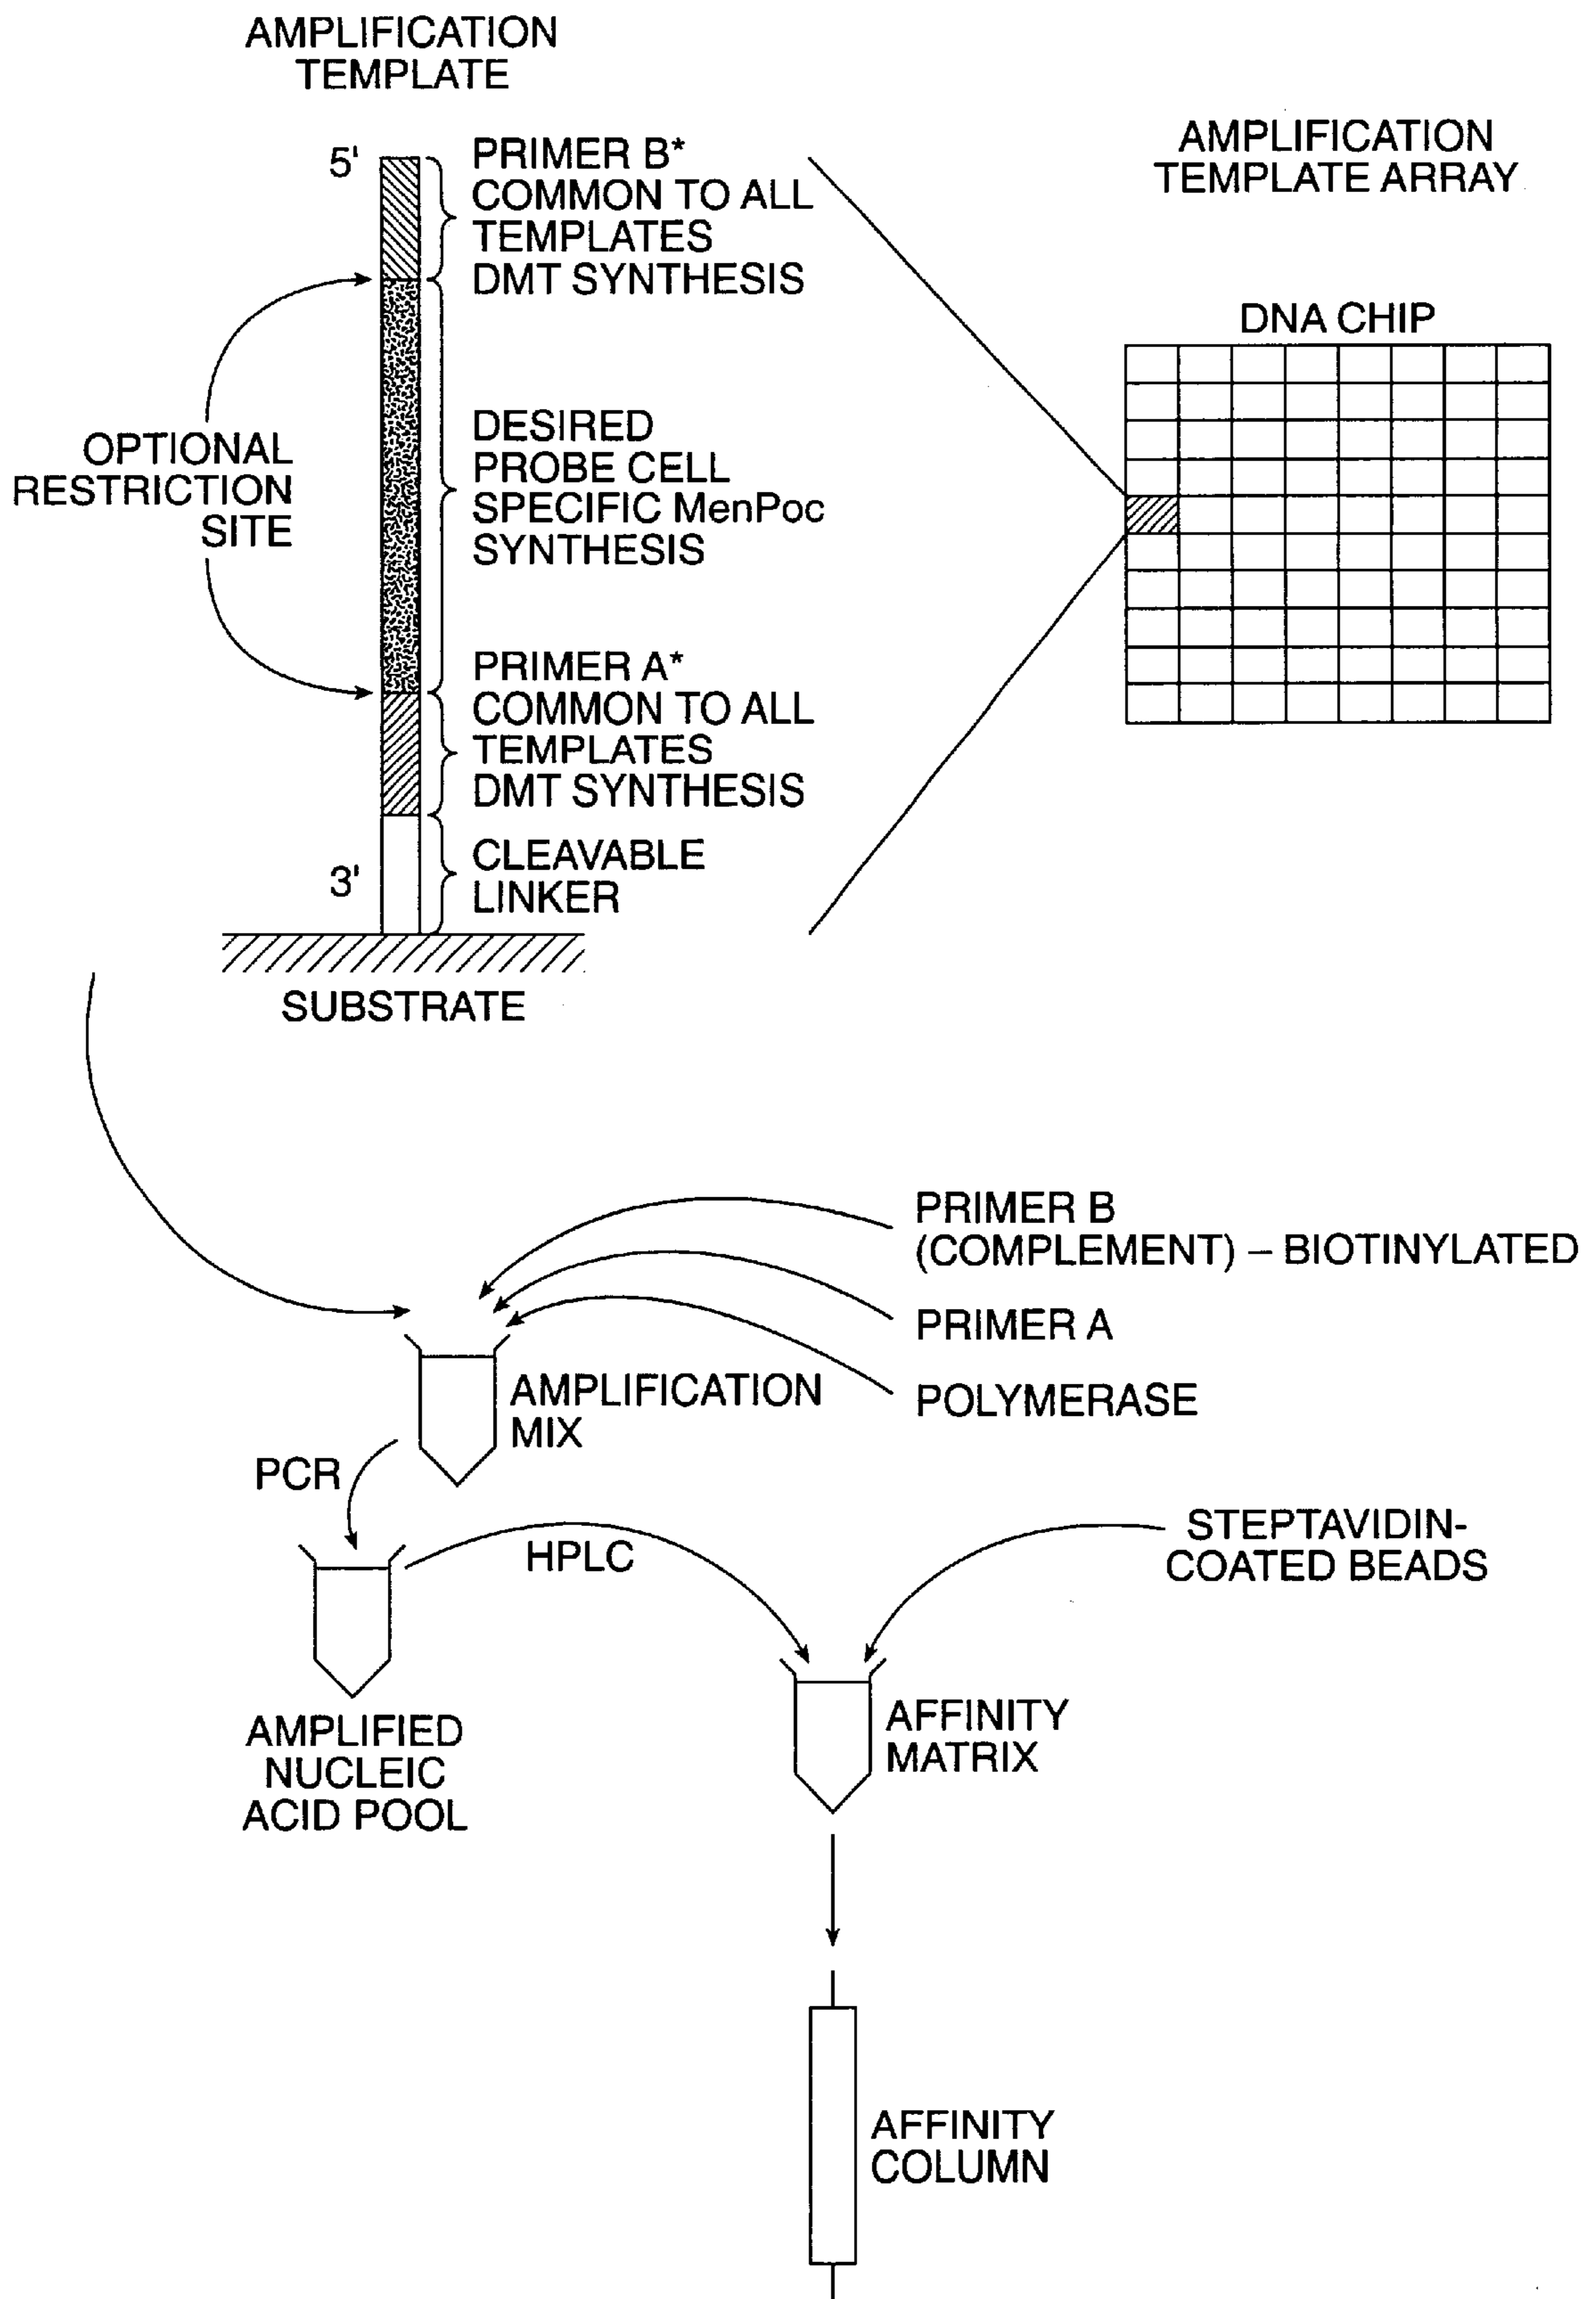 AMPLIFICATION
TEMPLATE
5'
PRIMER B*
COMMON TO ALL
TEMPLATES
DMT SYNTHESIS
OPTIONAL
RESTRICTION
SITE
DESIRED
PROBE CELL
SPECIFIC MenPoc
SYNTHESIS
PRIMER A*
COMMON TO ALL
TEMPLATES
DMT SYNTHESIS
3'
CLEAVABLE
LINKER
SUBSTRATE
AMPLIFICATION
TEMPLATE ARRAY
DNA CHIP
PRIMER B
(COMPLEMENT) – BIOTINYLATED
PRIMER A
POLYMERASE
AMPLIFICATION
MIX
PCR
HPLC
STEPTAVIDIN-
COATED BEADS
AMPLIFIED
NUCLEIC
ACID POOL
AFFINITY
MATRIX
AFFINITY
COLUMN